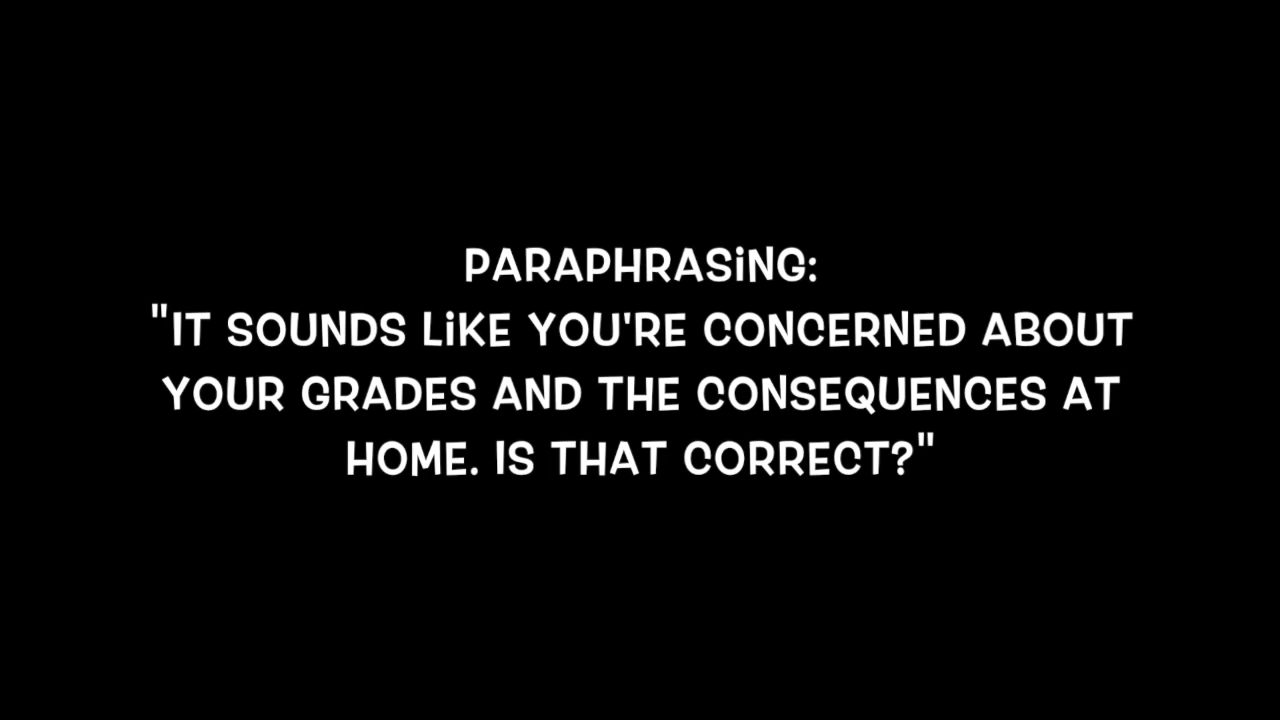 PARAPHRASiNG:
"IT SOUNDS LiKE YOU'RE CONCERNED ABOUT
YOUR GRADES AND THE CONSEQUENCES AT
HOME. IS THAT CORRECT?"